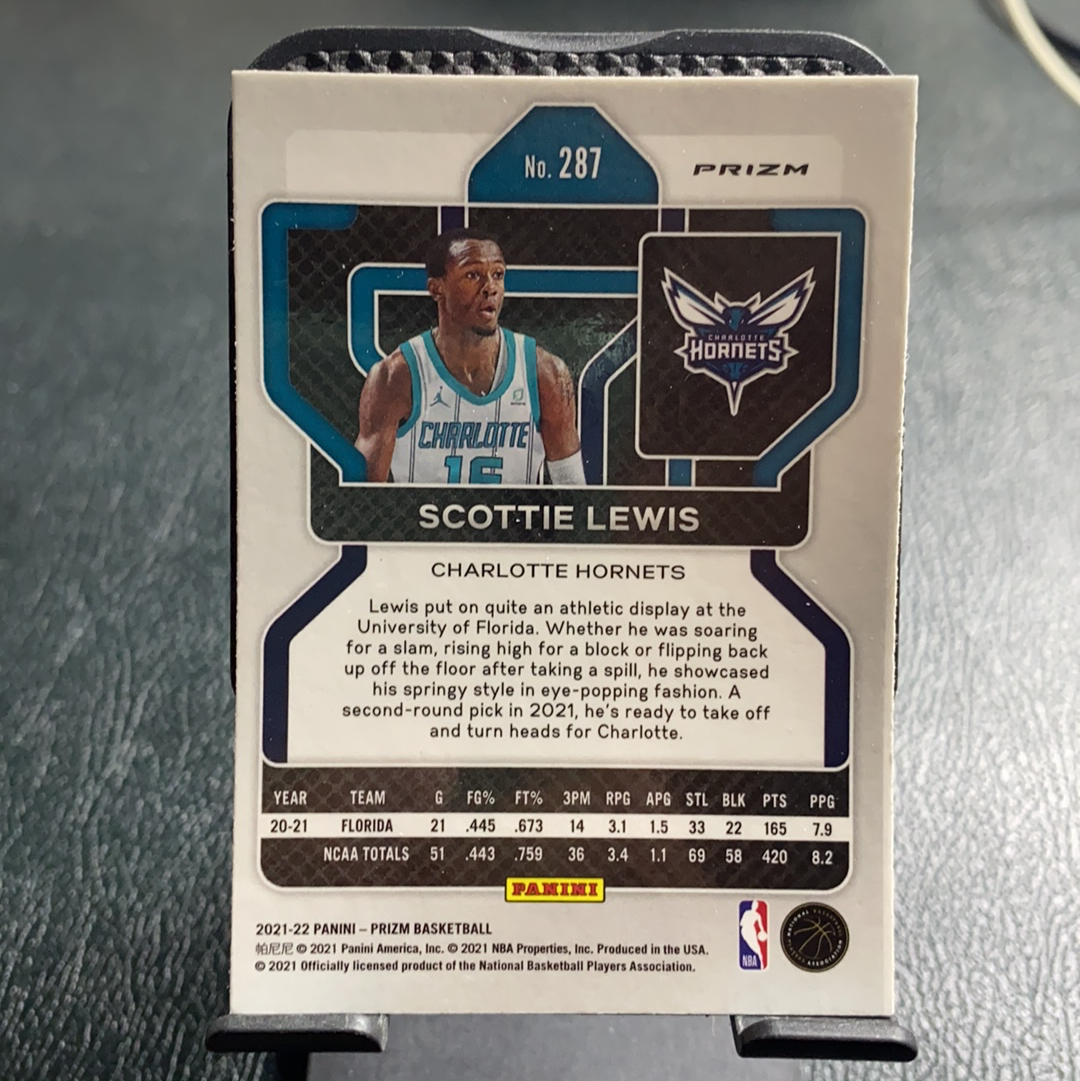 No. 287
PRIZM
CHARLOTTE
HORNETS
CHARLOTTE
SCOTTIE LEWIS
CHARLOTTE HORNETS
Lewis put on quite an athletic display at the
University of Florida. Whether he was soaring
for a slam, rising high for a block or flipping back
up off the floor after taking a spill, he showcased
his springy style in eye-popping fashion. A
second-round pick in 2021, he's ready to take off
and turn heads for Charlotte.
YEAR TEAM G FG% FT% 3PM RPG APG STL BLK PTS PPG
20-21 FLORIDA 21 .445 .673 14 3.1 1.5 33 22 165 7.9
NCAA TOTALS 51 .443 .759 36 3.4 1.1 69 58 420 8.2
PANINI
2021-22 PANINI – PRIZM BASKETBALL
帕尼尼 © 2021 Panini America, Inc. © 2021 NBA Properties, Inc. Produced in the USA.
© 2021 Officially licensed product of the National Basketball Players Association.
NBA
NATIONAL BASKETBALL PLAYERS ASSOCIATION